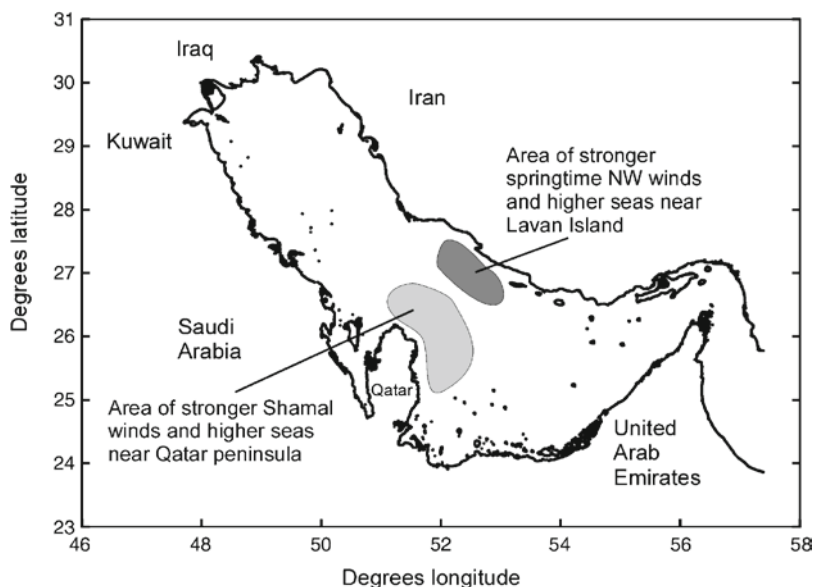 31
30
29
28
27
26
25
24
23
Degrees latitude
Iraq
Iran
Kuwait
Area of stronger
springtime NW winds
and higher seas near
Lavan Island
Saudi
Arabia
Qatar
Area of stronger Shamal
winds and higher seas
near Qatar peninsula
United
Arab
Emirates
46 48 50 52 54 56 58
Degrees longitude